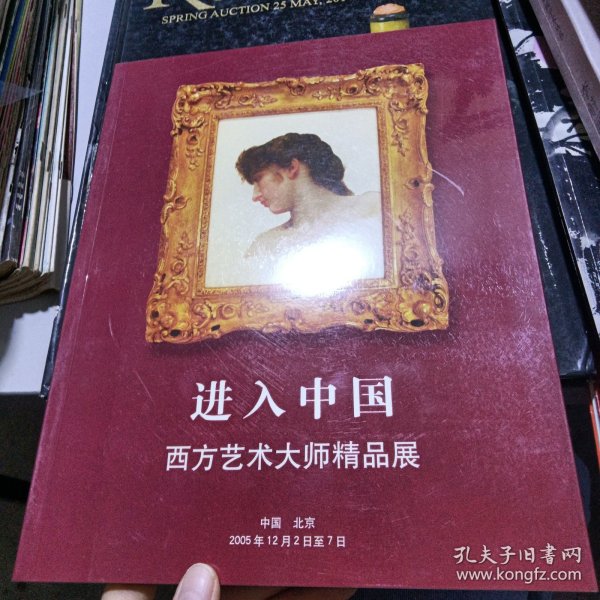 SPRING AUCTION 25 MAY, 20
进入中国
西方艺术大师精品展
中国 北京
2005年12月2日至7日
孔夫子旧书网
www.kongfz.com